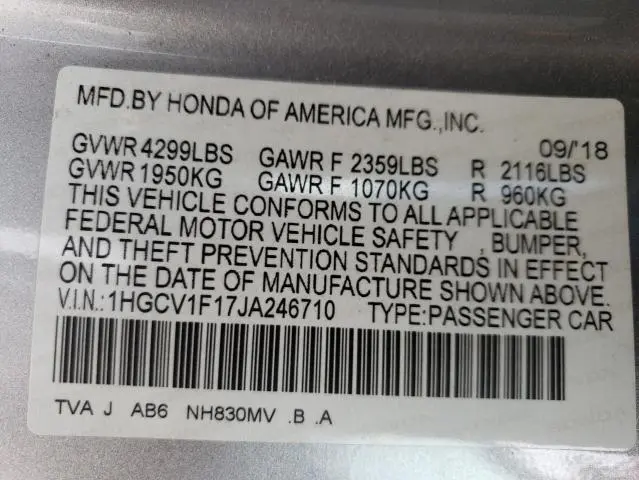 MFD.BY HONDA OF AMERICA MFG.,INC.
09/'18
GVWR 4299LBS GAWR F 2359LBS R 2116LBS
GVWR 1950KG GAWR F 1070KG R 960KG
THIS VEHICLE CONFORMS TO ALL APPLICABLE
FEDERAL MOTOR VEHICLE SAFETY , BUMPER,
AND THEFT PREVENTION STANDARDS IN EFFECT
ON THE DATE OF MANUFACTURE SHOWN ABOVE.
V.I.N.:1HGCV1F17JA246710 TYPE:PASSENGER CAR
TVA J AB6 NH830MV .B .A